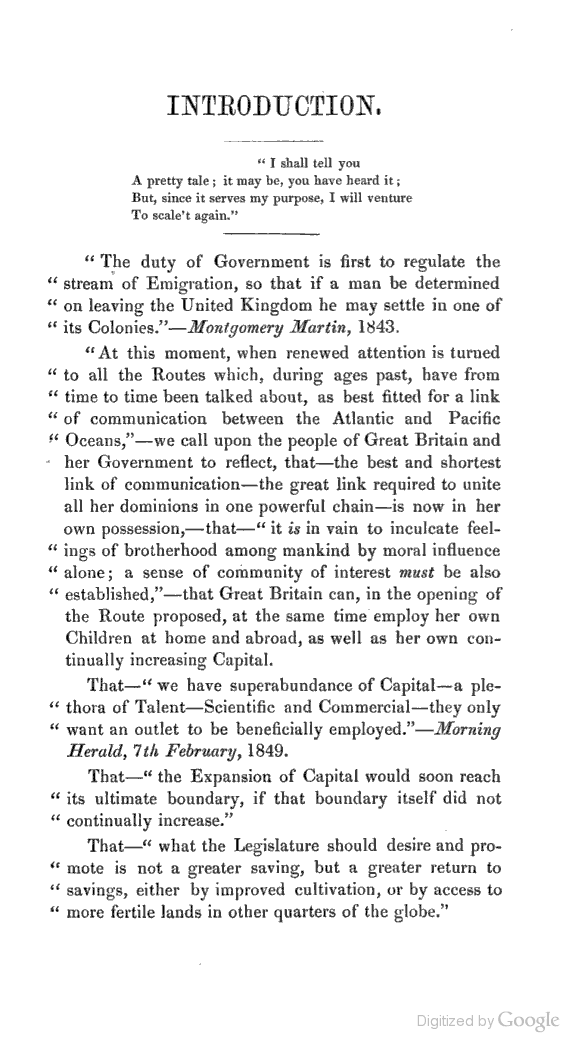 INTRODUCTION.
“ I shall tell you
A pretty tale ; it may be, you have heard it ;
But, since it serves my purpose, I will venture
To scale’t again.”
“ The duty of Government is first to regulate the
“ stream of Emigration, so that if a man be determined
“ on leaving the United Kingdom he may settle in one of
“ its Colonies.”—Montgomery Martin, 1843.
“At this moment, when renewed attention is turned
“ to all the Routes which, during ages past, have from
“ time to time been talked about, as best fitted for a link
“ of communication between the Atlantic and Pacific
“ Oceans,”—we call upon the people of Great Britain and
her Government to reflect, that—the best and shortest
link of communication—the great link required to unite
all her dominions in one powerful chain—is now in her
own possession,—that—“ it is in vain to inculcate feel-
“ ings of brotherhood among mankind by moral influence
“ alone; a sense of community of interest must be also
“ established,”—that Great Britain can, in the opening of
the Route proposed, at the same time employ her own
Children at home and abroad, as well as her own con-
tinually increasing Capital.
That—“ we have superabundance of Capital—a ple-
“ thora of Talent—Scientific and Commercial—they only
“ want an outlet to be beneficially employed.”—Morning
Herald, 7th February, 1849.
That—“ the Expansion of Capital would soon reach
“ its ultimate boundary, if that boundary itself did not
“ continually increase.”
That—“ what the Legislature should desire and pro-
“ mote is not a greater saving, but a greater return to
“ savings, either by improved cultivation, or by access to
“ more fertile lands in other quarters of the globe.”
Digitized by Google